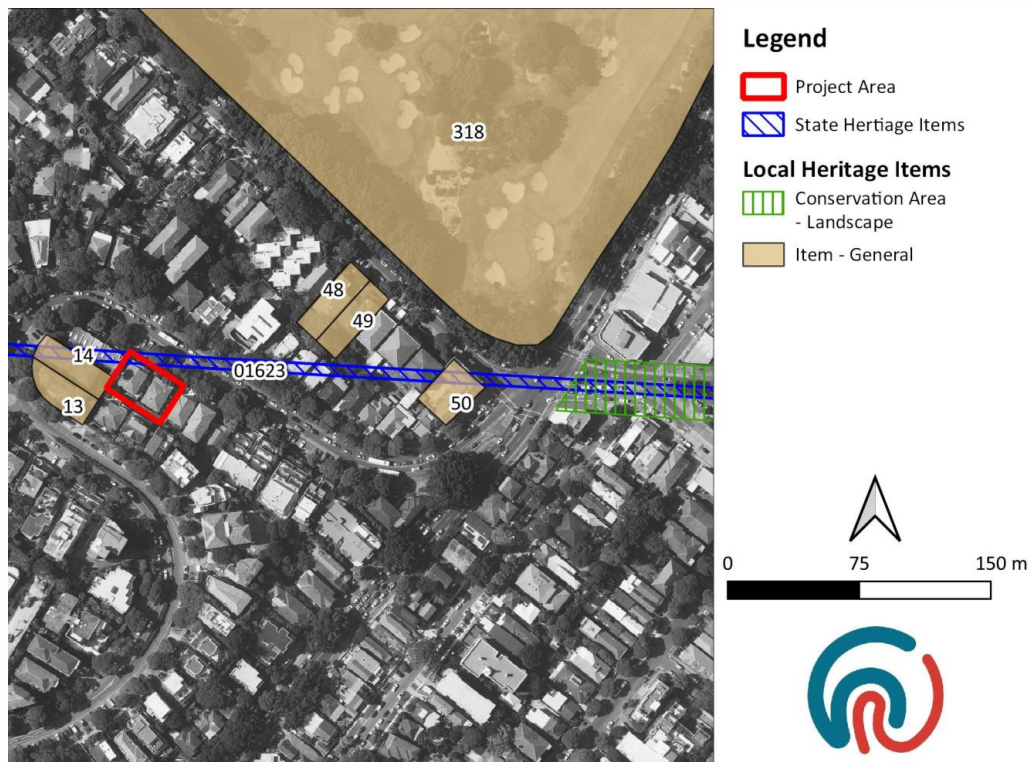 318
48
49
14
01623
13
50
Legend
Project Area
State Hertiage Items
Local Heritage Items
Conservation Area
- Landscape
Item - General
0
75
150 m